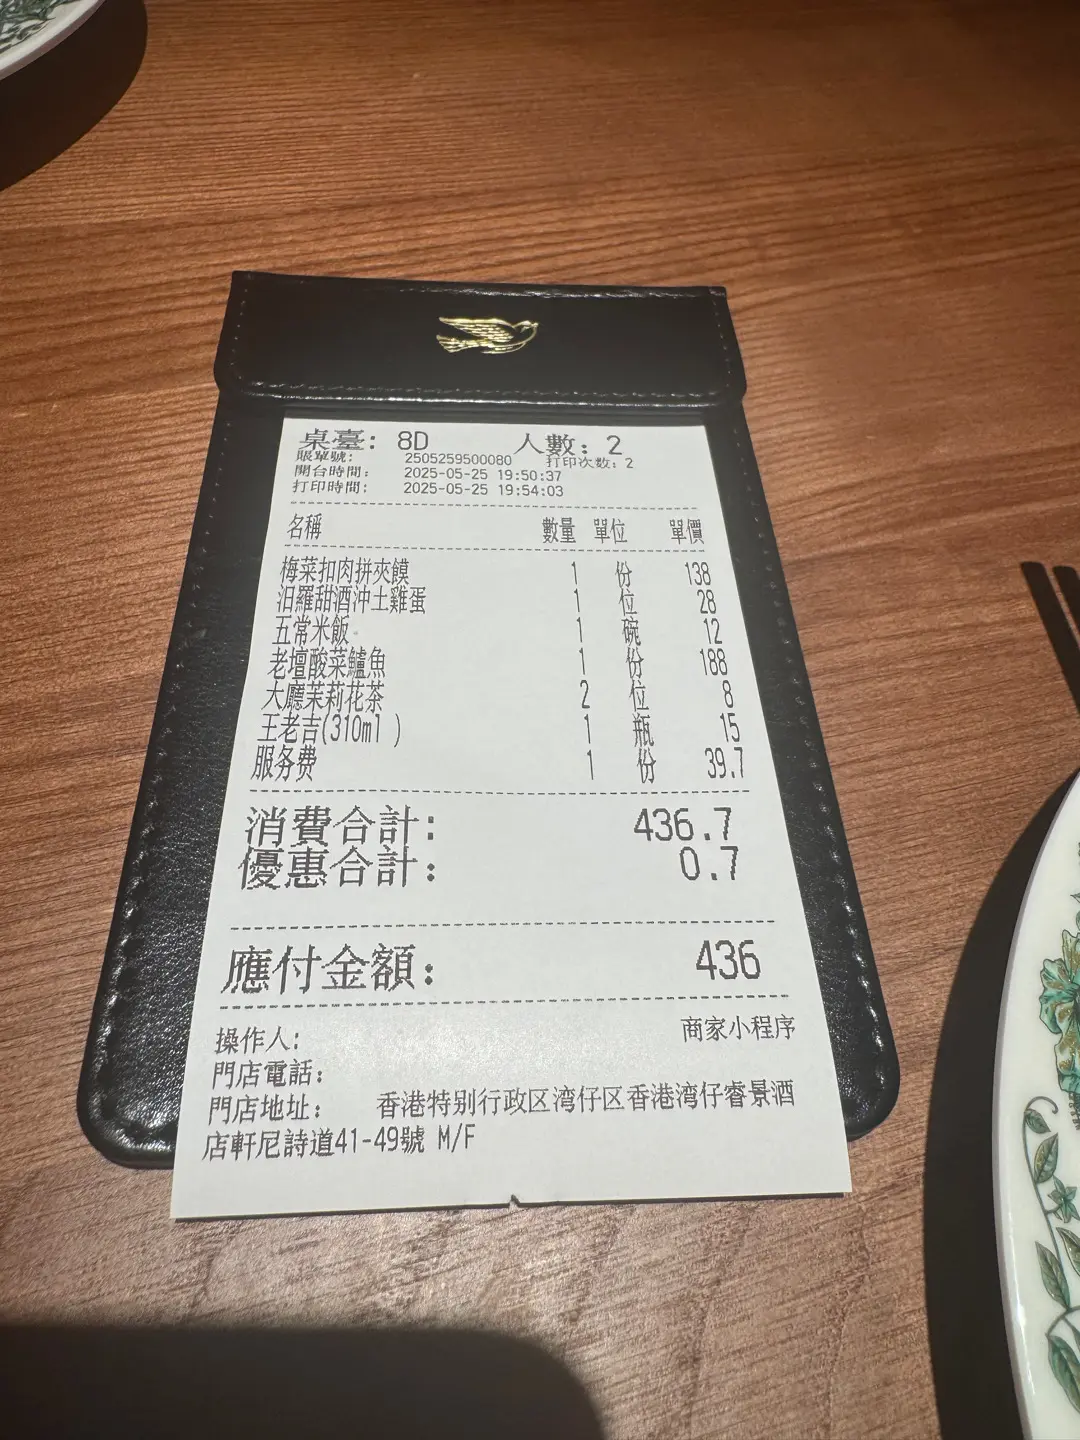 桌臺: 8D 人數: 2
賬單號: 2505259500080 打印次數: 2
開台時間: 2025-05-25 19:50:37
打印時間: 2025-05-25 19:54:03
名稱 數量 單位 單價
梅菜扣肉拼夾饃 1 份 138
汨羅甜酒沖土雞蛋 1 位 28
五常米飯 1 碗 12
老壇酸菜鱸魚 1 份 188
大廳茉莉花茶 2 位 8
王老吉(310ml ) 1 瓶 15
服务费 1 份 39.7
消費合計: 436.7
優惠合計: 0.7
應付金額: 436
操作人: 商家小程序
門店電話:
門店地址: 香港特别行政区湾仔区香港湾仔睿景酒
店軒尼詩道41-49號 M/F